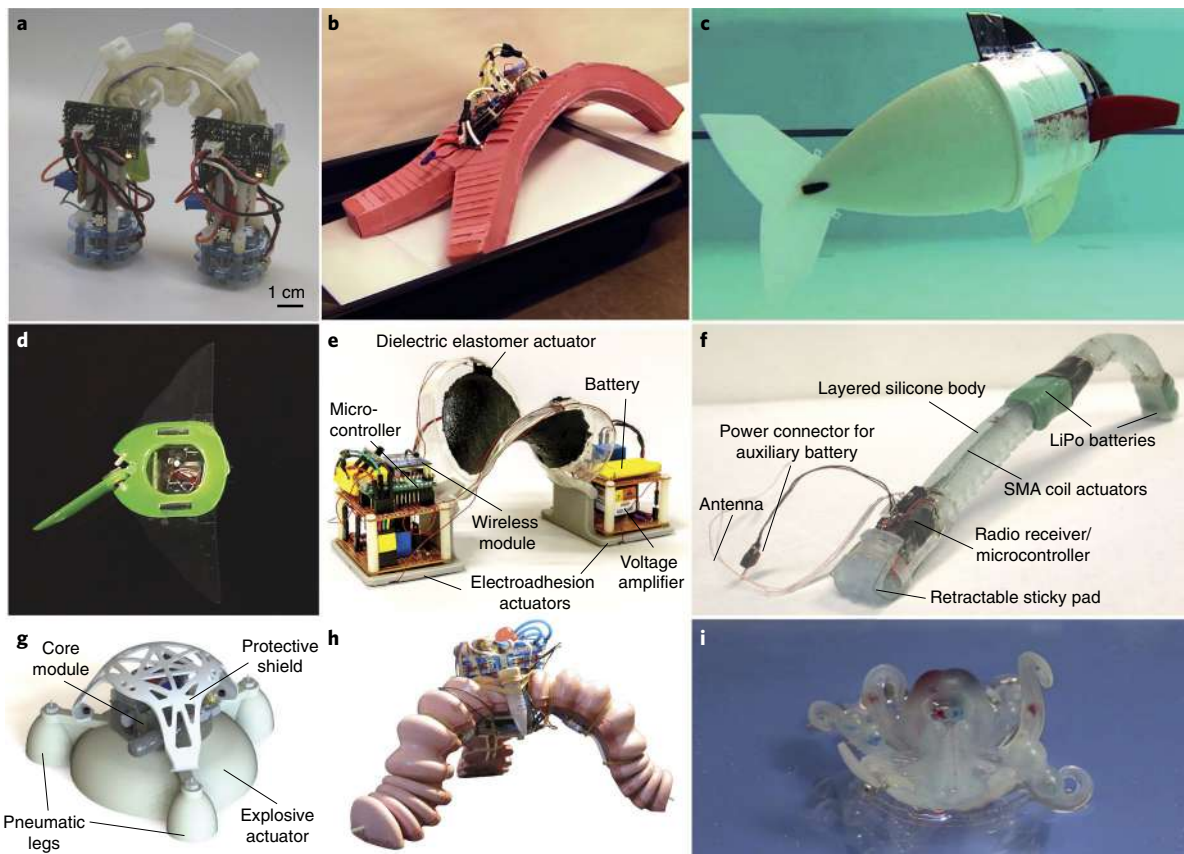 a
1 cm
b
c
d
e
Dielectric elastomer actuator
Battery
Micro-
controller
Wireless
module
Voltage
amplifier
Electroadhesion
actuators
f
Layered silicone body
LiPo batteries
Power connector for
auxiliary battery
SMA coil actuators
Antenna
Radio receiver/
microcontroller
Retractable sticky pad
g
Core
module
Protective
shield
Pneumatic
legs
Explosive
actuator
h
i